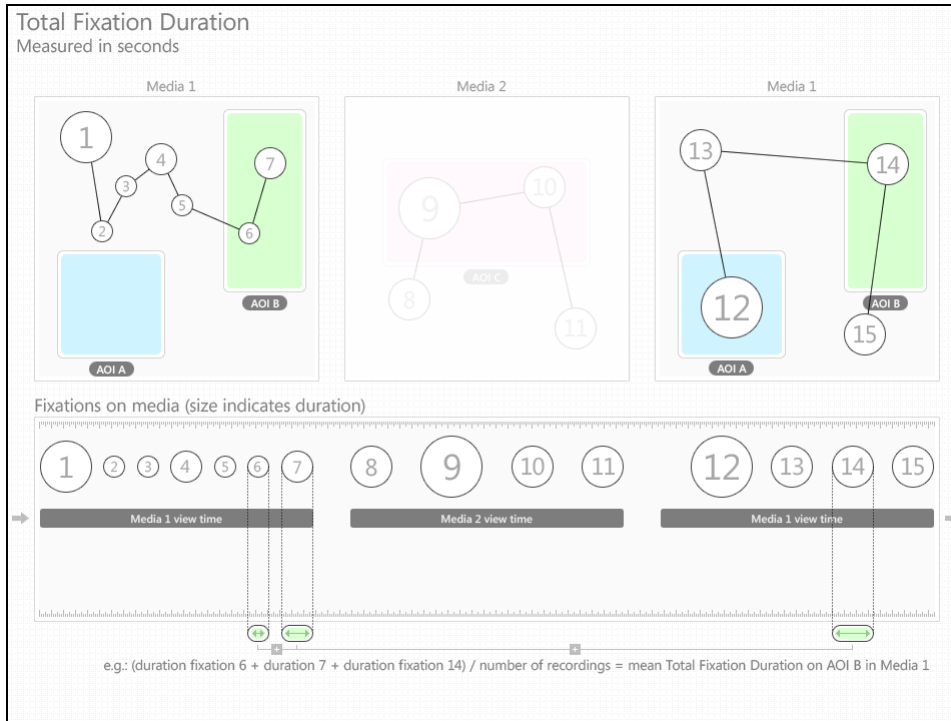 Total Fixation Duration
Measured in seconds
Media 1
Media 2
Media 1
1
2
3
4
5
6
7
AOI B
AOI A
9
10
8
AOI C
11
13
14
12
15
AOI B
AOI A
Fixations on media (size indicates duration)
1 2 3 4 5 6 7 8 9 10 11 12 13 14 15
Media 1 view time
Media 2 view time
Media 1 view time
e.g.: (duration fixation 6 + duration 7 + duration fixation 14) / number of recordings = mean Total Fixation Duration on AOI B in Media 1